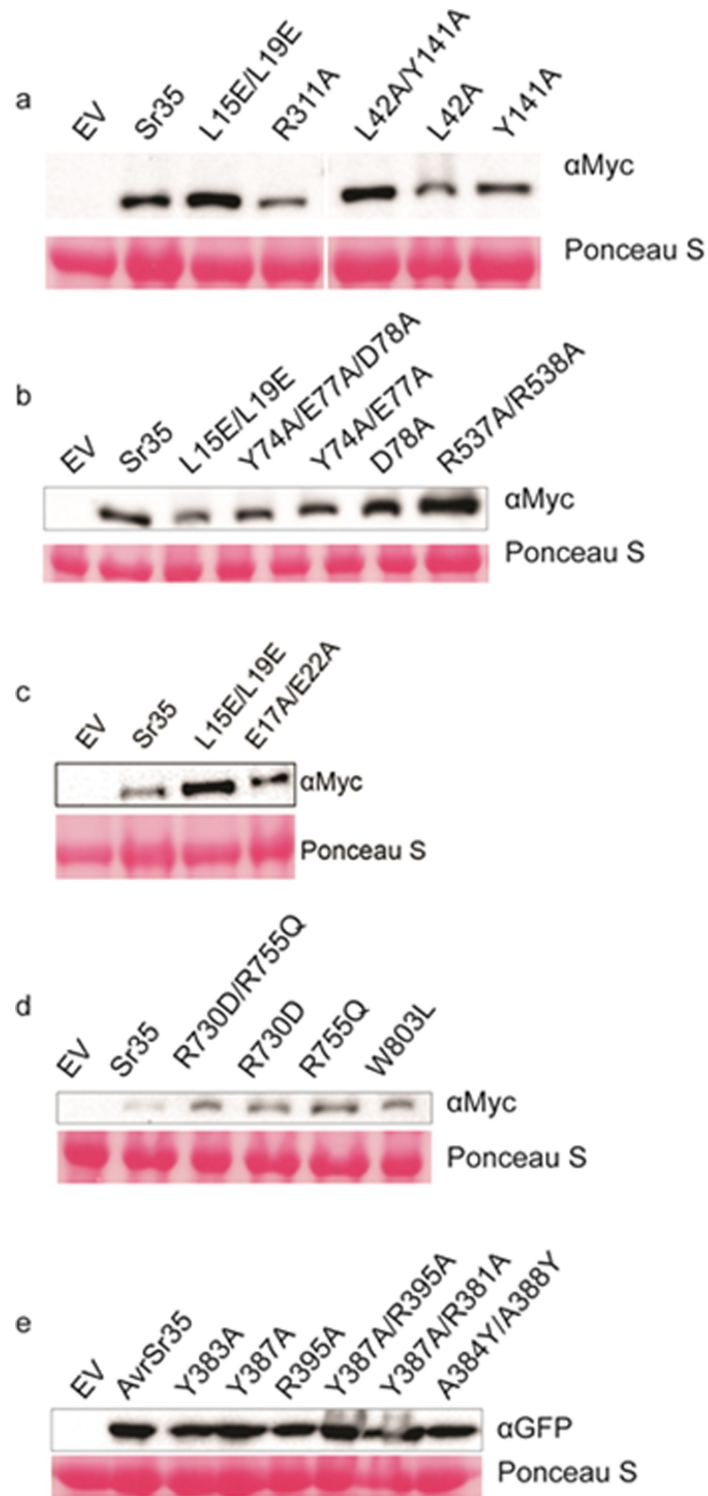 a
EV Sr35 L15E/L19E R311A L42A/Y141A L42A Y141A
αMyc
Ponceau S
b
EV Sr35 L15E/L19E Y74A/E77A/D78A Y74A/E77A D78A R537A/R538A
αMyc
Ponceau S
c
EV Sr35 L15E/L19E E17A/E22A
αMyc
Ponceau S
d
EV Sr35 R730D/R755Q R730D R755Q W803L
αMyc
Ponceau S
e
EV AvrSr35 Y383A Y387A R395A Y387A/R395A Y387A/R381A A384Y/A388Y
αGFP
Ponceau S